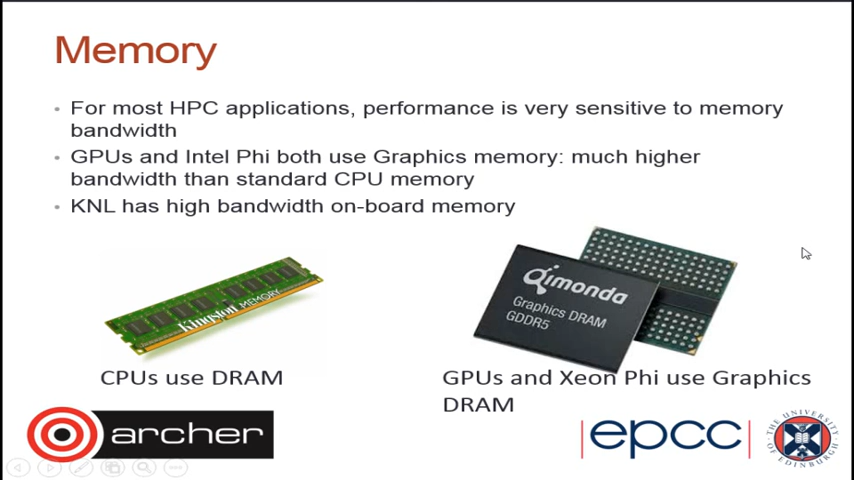 Memory
• For most HPC applications, performance is very sensitive to memory
bandwidth
• GPUs and Intel Phi both use Graphics memory: much higher
bandwidth than standard CPU memory
• KNL has high bandwidth on-board memory
Kingston MEMORY
Qimonda
Graphics DRAM
GDDR5
CPUs use DRAM
GPUs and Xeon Phi use Graphics
DRAM
archer
epcc
THE UNIVERSITY OF EDINBURGH